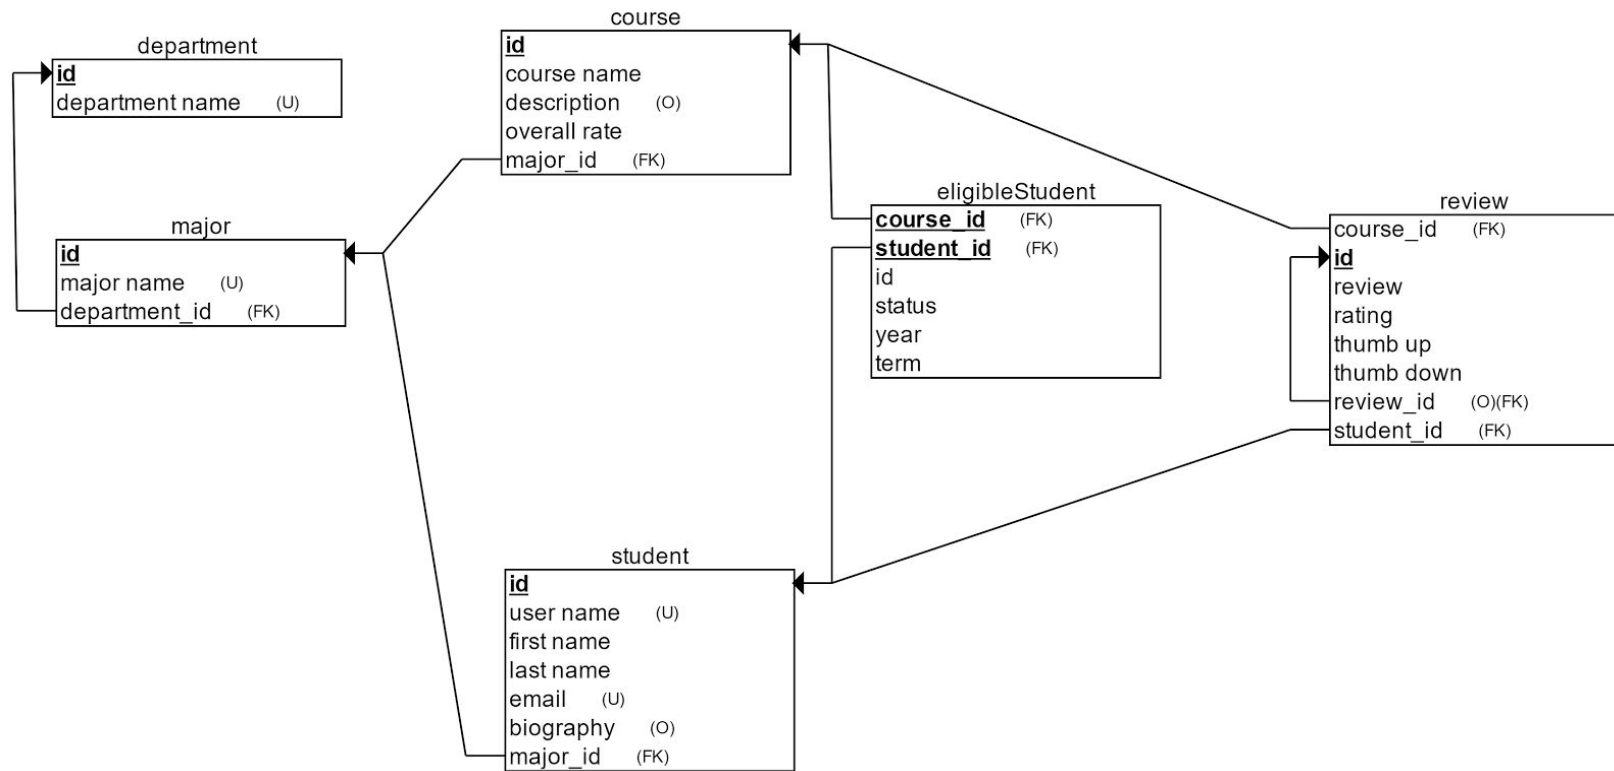 department
id
department name (U)
major
id
major name (U)
department_id (FK)
course
id
course name
description (O)
overall rate
major_id (FK)
eligibleStudent
course_id (FK)
student_id (FK)
id
status
year
term
review
course_id (FK)
id
review
rating
thumb up
thumb down
review_id (O)(FK)
student_id (FK)
student
id
user name (U)
first name
last name
email (U)
biography (O)
major_id (FK)